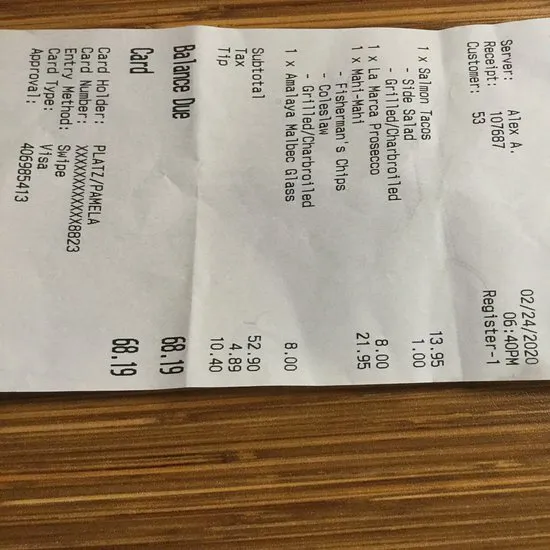 Server: Alex A. 02/24/2020
Receipt: 107687 06:40PM
Customer: 53 Register-1
1 x Salmon Tacos 13.95
- Side Salad 1.00
- Grilled/Charbroiled
1 x La Marca Prosecco 8.00
1 x Mahi-Mahi 21.95
- Fisherman's Chips
- Coleslaw
- Grilled/Charbroiled
1 x Amalaya Malbec Glass 8.00
Subtotal 52.90
Tax 4.89
Tip 10.40
Balance Due 68.19
Card 68.19
Card Holder: PLATZ/PAMELA
Card Number: XXXXXXXXXXXX8823
Entry Method: Swipe
Card Type: Visa
Approval: 406985413